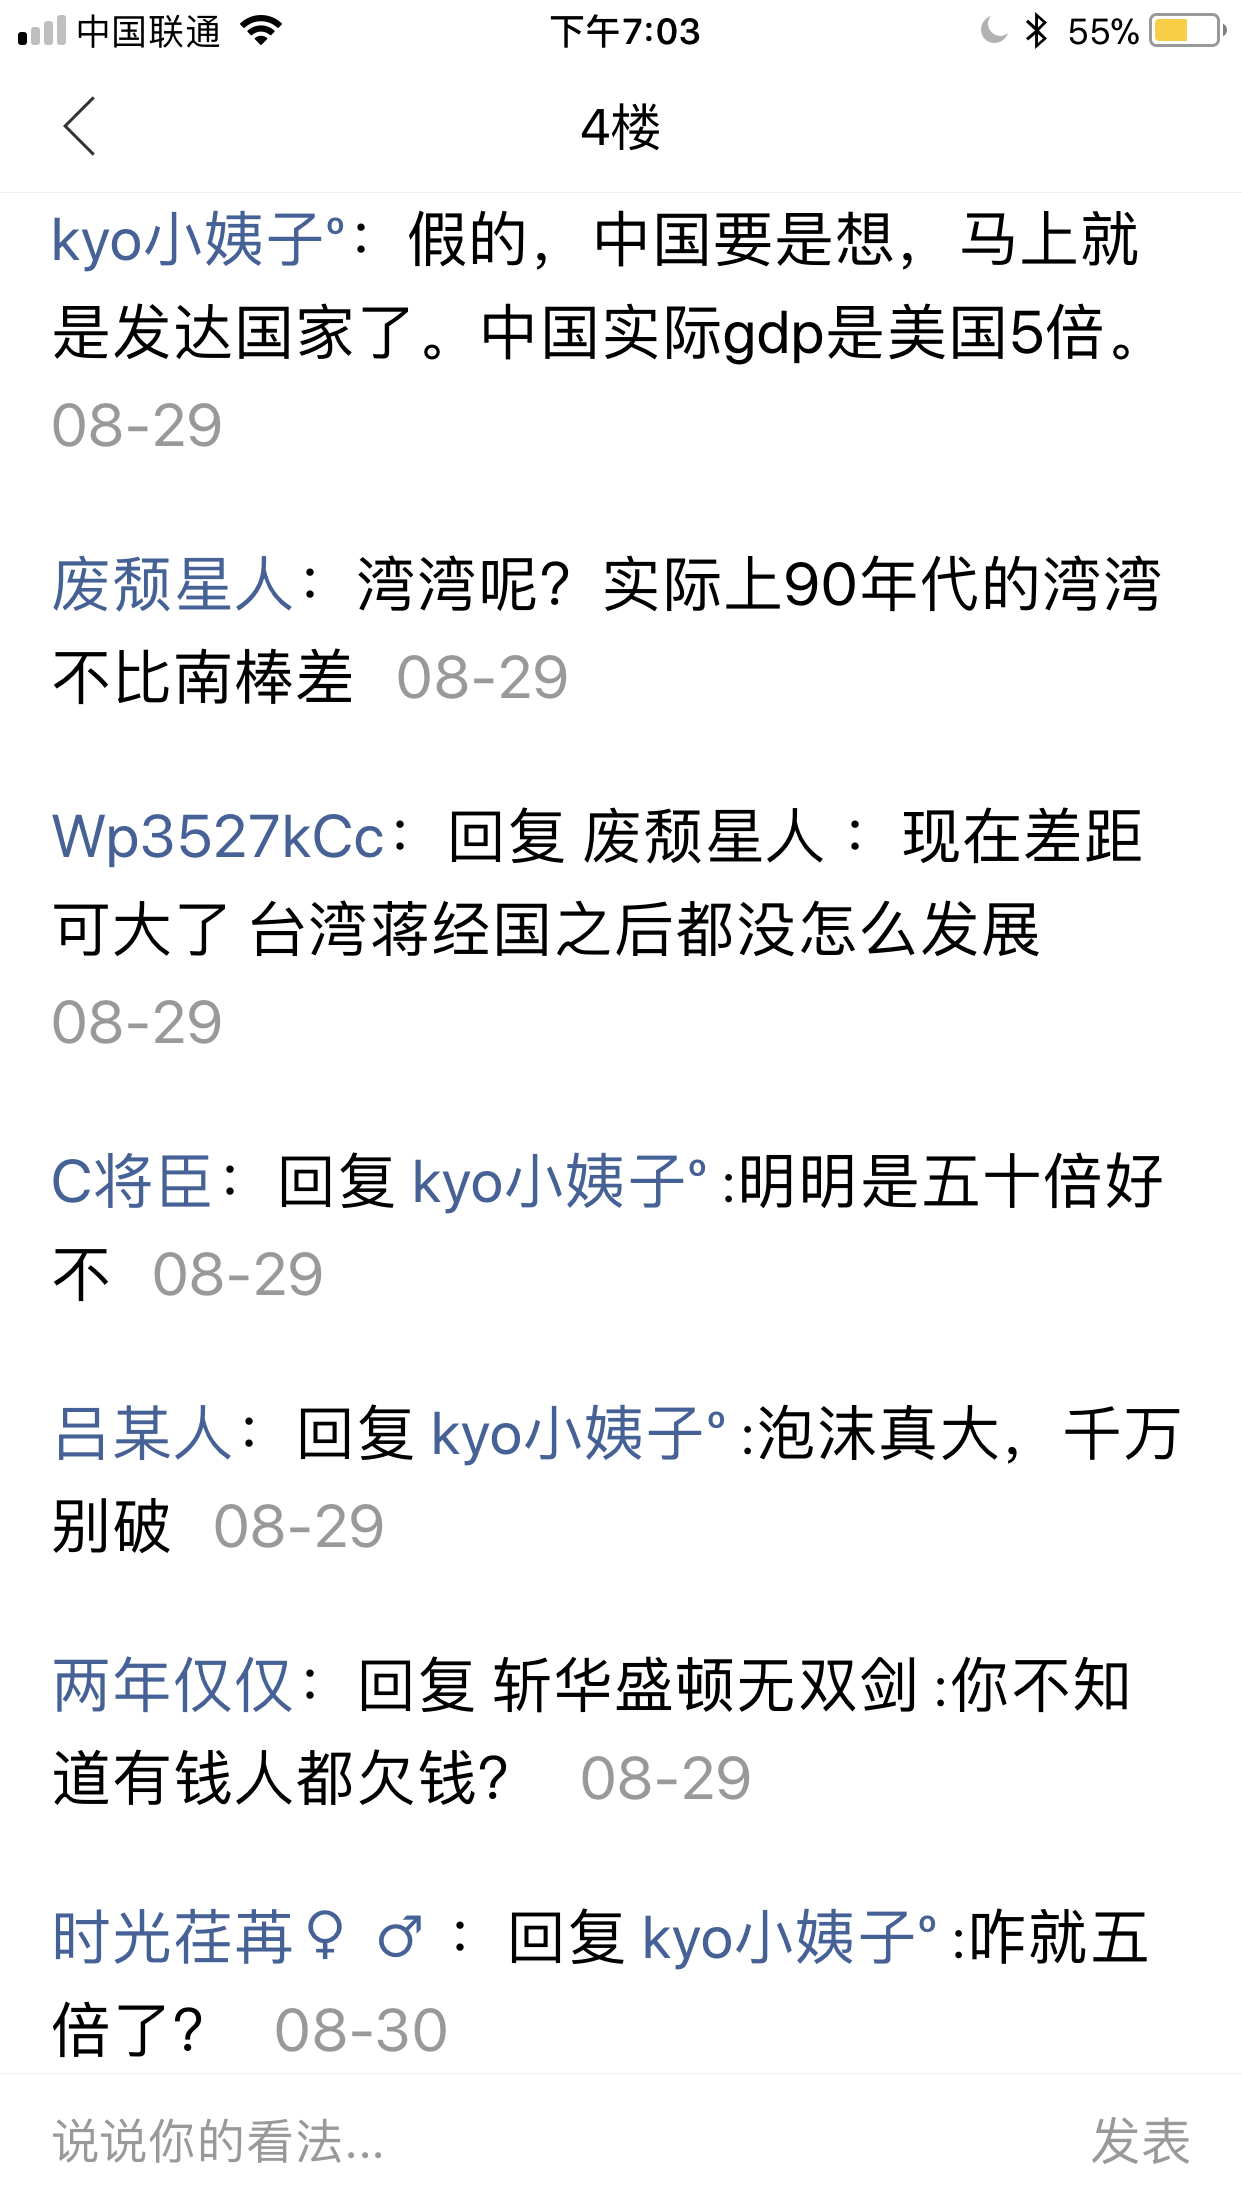 中国联通 下午7:03 55%
4楼
kyo小姨子°：假的，中国要是想，马上就
是发达国家了。中国实际gdp是美国5倍。
08-29
废颓星人：湾湾呢？实际上90年代的湾湾
不比南棒差 08-29
Wp3527kCc：回复 废颓星人 ：现在差距
可大了 台湾蒋经国之后都没怎么发展
08-29
C将臣：回复 kyo小姨子° :明明是五十倍好
不 08-29
吕某人：回复 kyo小姨子° :泡沫真大，千万
别破 08-29
两年仅仅：回复 斩华盛顿无双剑 :你不知
道有钱人都欠钱？ 08-29
时光荏苒♀ ♂ ：回复 kyo小姨子° :咋就五
倍了？ 08-30
说说你的看法... 发表